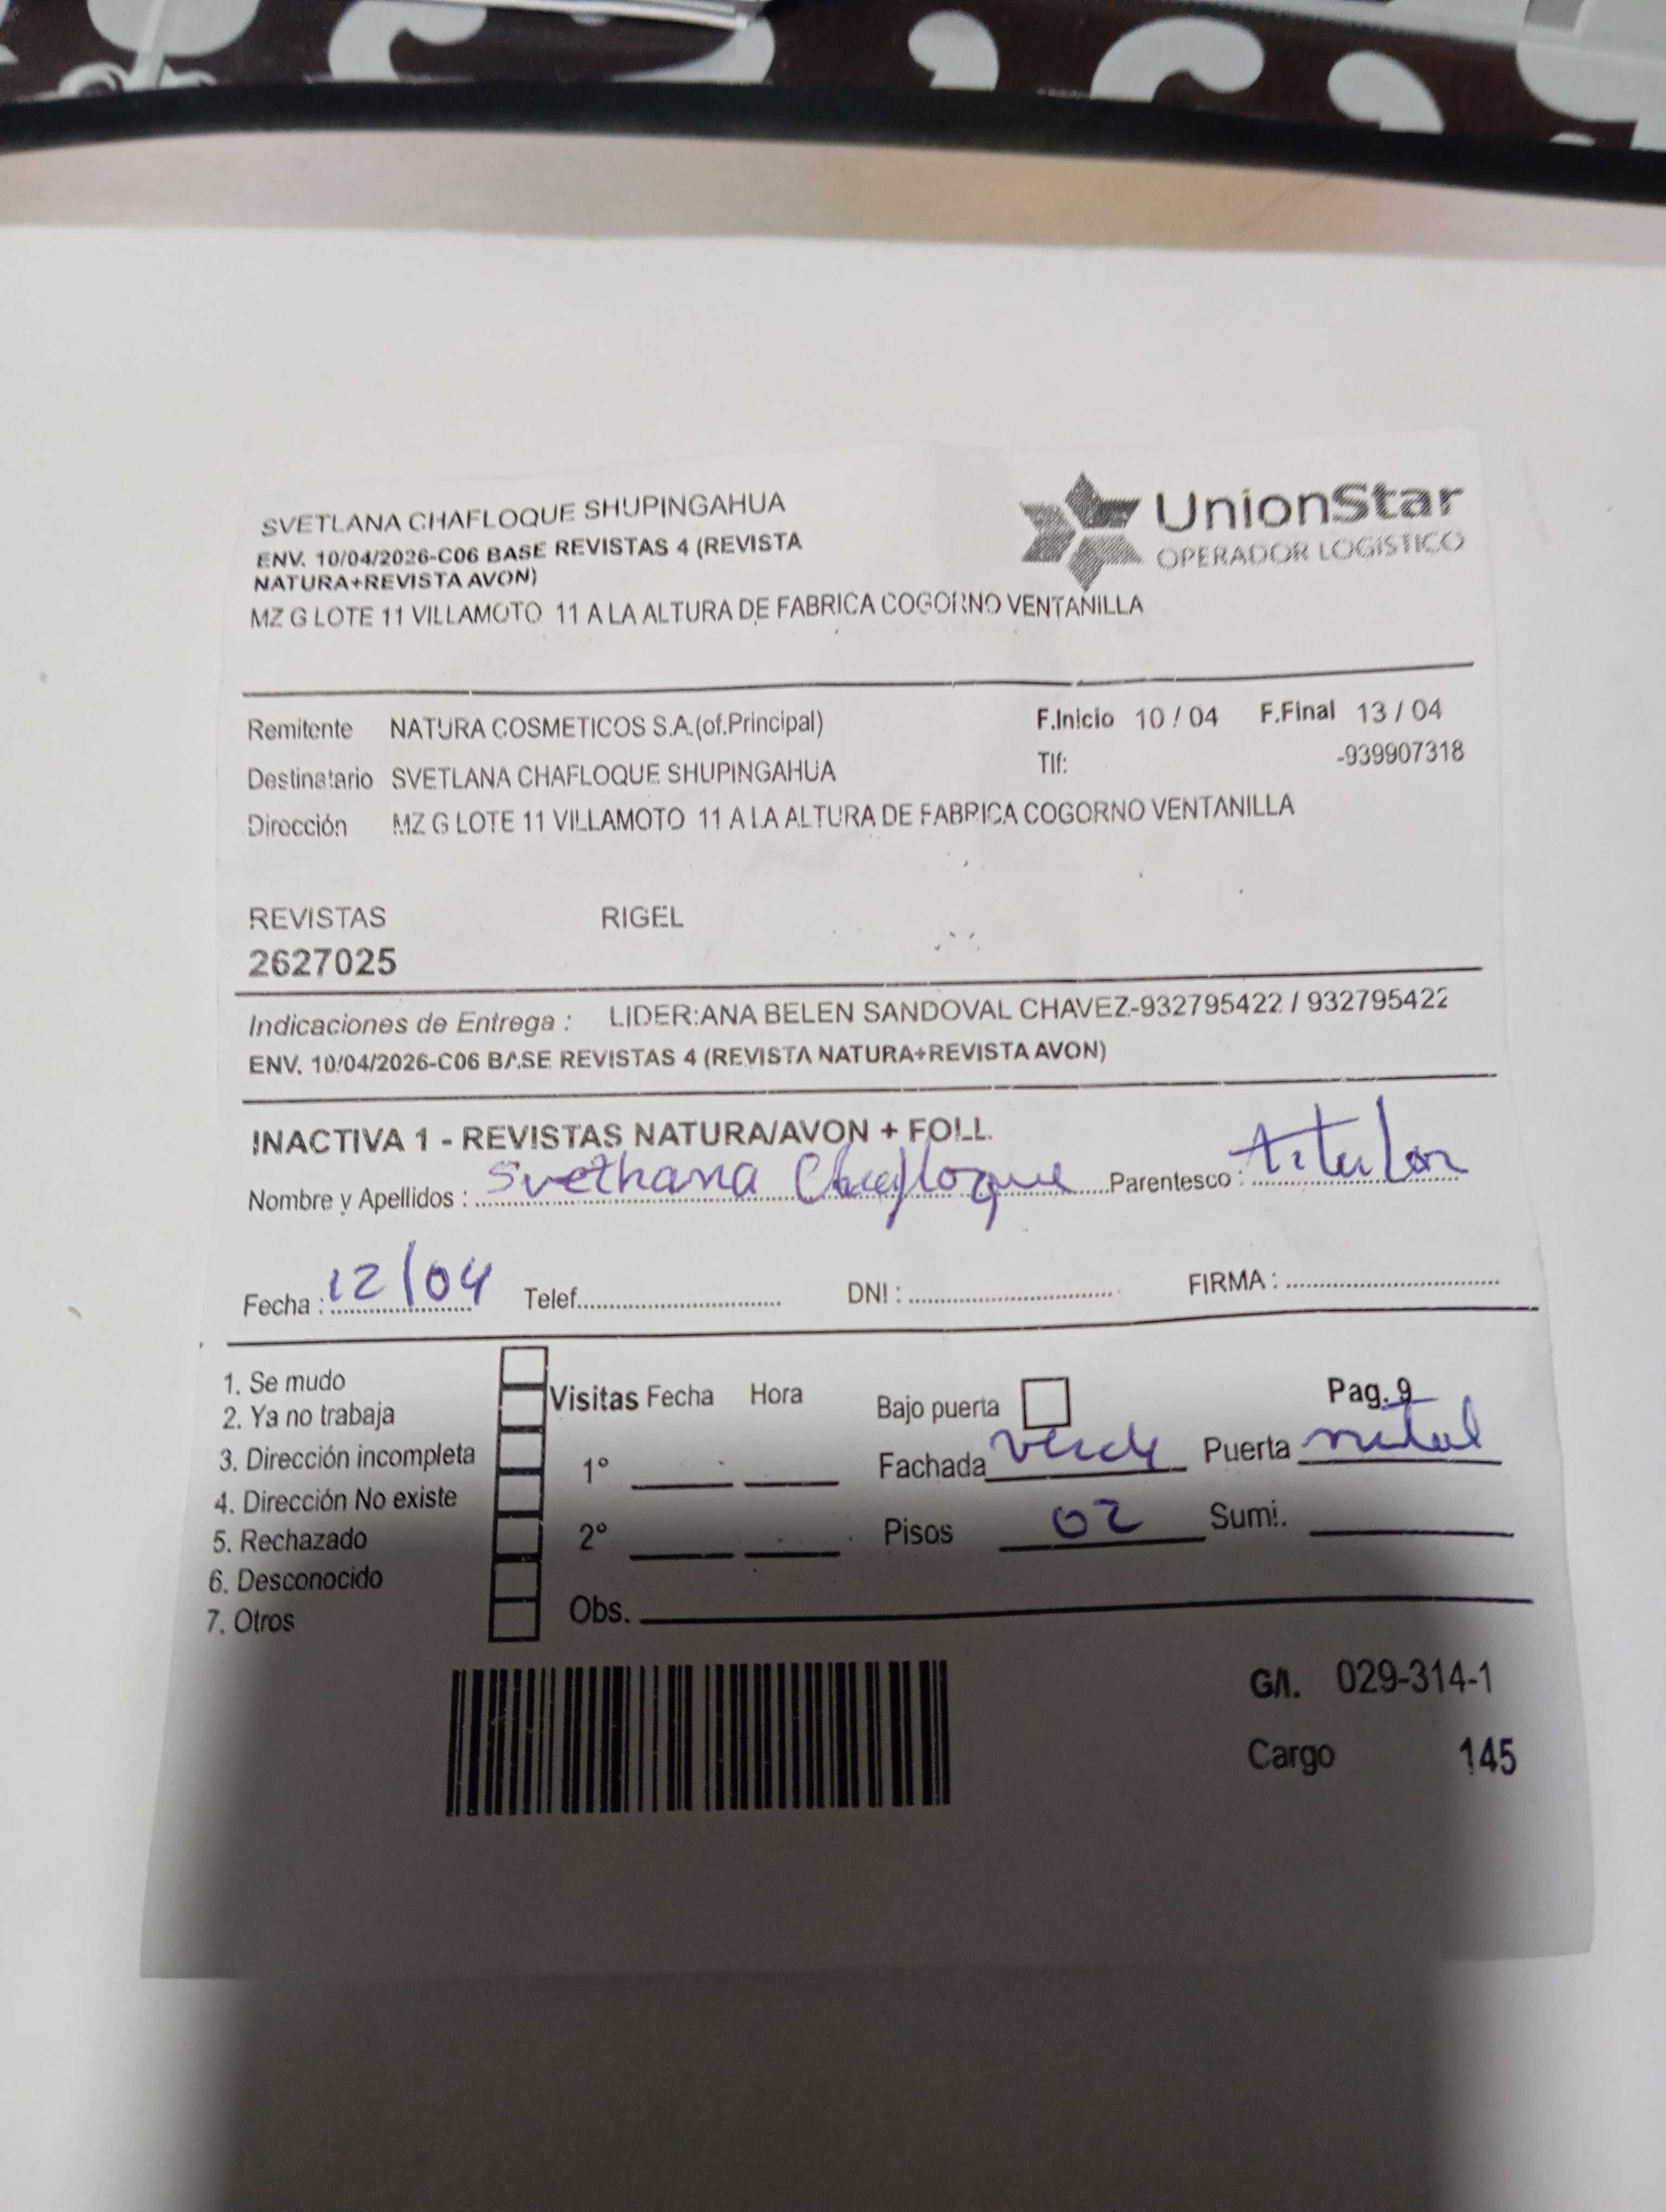 SVETLANA CHAFLOQUE SHUPINGAHUA
ENV. 10/04/2026-C06 BASE REVISTAS 4 (REVISTA
NATURA+REVISTA AVON)
MZ G LOTE 11 VILLAMOTO 11 A LA ALTURA DE FABRICA COGORNO VENTANILLA
UnionStar
OPERADOR LOGISTICO
Remitente NATURA COSMETICOS S.A.(of.Principal) F.Inicio 10 / 04 F.Final 13 / 04
Destinatario SVETLANA CHAFLOQUE SHUPINGAHUA Tlf: -939907318
Dirección MZ G LOTE 11 VILLAMOTO 11 A LA ALTURA DE FABRICA COGORNO VENTANILLA
REVISTAS RIGEL
2627025
Indicaciones de Entrega : LIDER:ANA BELEN SANDOVAL CHAVEZ-932795422 / 932795422
ENV. 10/04/2026-C06 BASE REVISTAS 4 (REVISTA NATURA+REVISTA AVON)
INACTIVA 1 - REVISTAS NATURA/AVON + FOLL.
Nombre y Apellidos : Svethana Chafloque Parentesco :
Fecha : 12/04 Telef. DNI : FIRMA :
1. Se mudo
2. Ya no trabaja
3. Dirección incompleta
4. Dirección No existe
5. Rechazado
6. Desconocido
7. Otros
Visitas Fecha Hora
1°
2°
Obs.
Bajo puerta Pag. 9
Fachada verde Puerta metal
Pisos 02 Sumi.
G/I. 029-314-1
Cargo 145